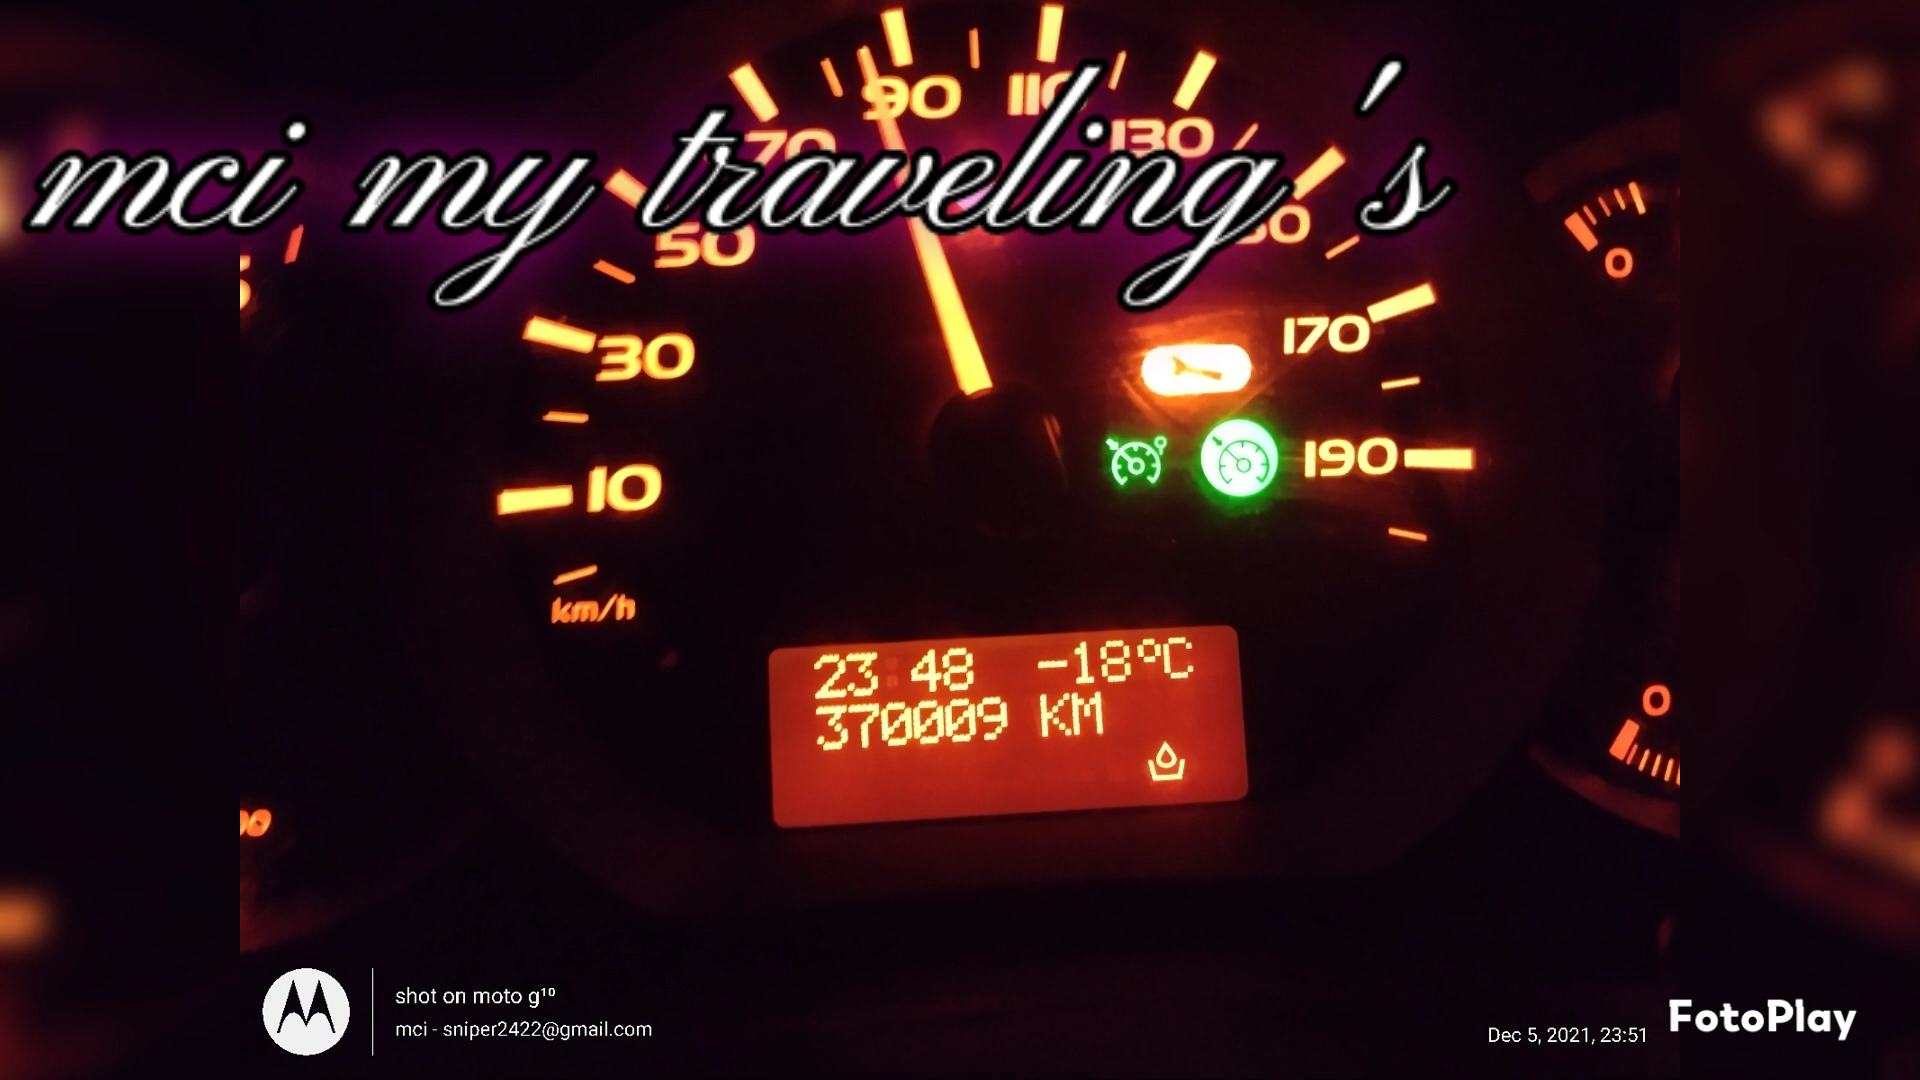 mci my traveling's
70
90
110
130
50
30
170
10
190
km/h
0
0
23:48 -18°C
370009 KM
shot on moto g¹⁰
mci - sniper2422@gmail.com
Dec 5, 2021, 23:51
FotoPlay